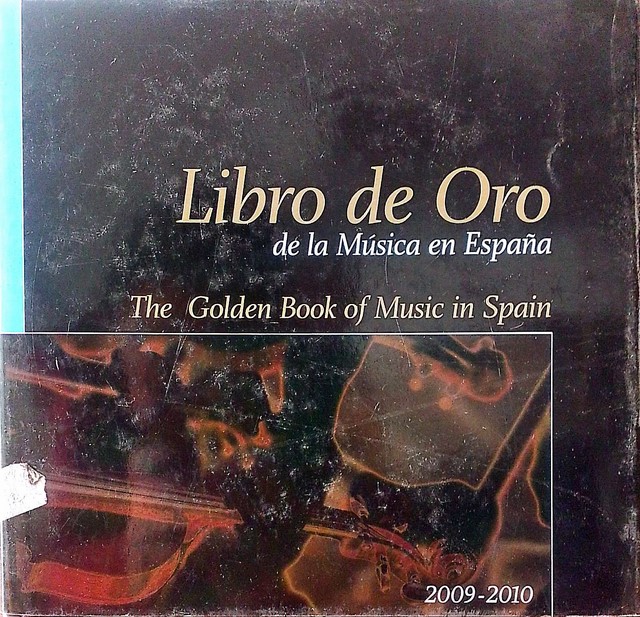 Libro de Oro
de la Música en España
The Golden Book of Music in Spain
2009-2010